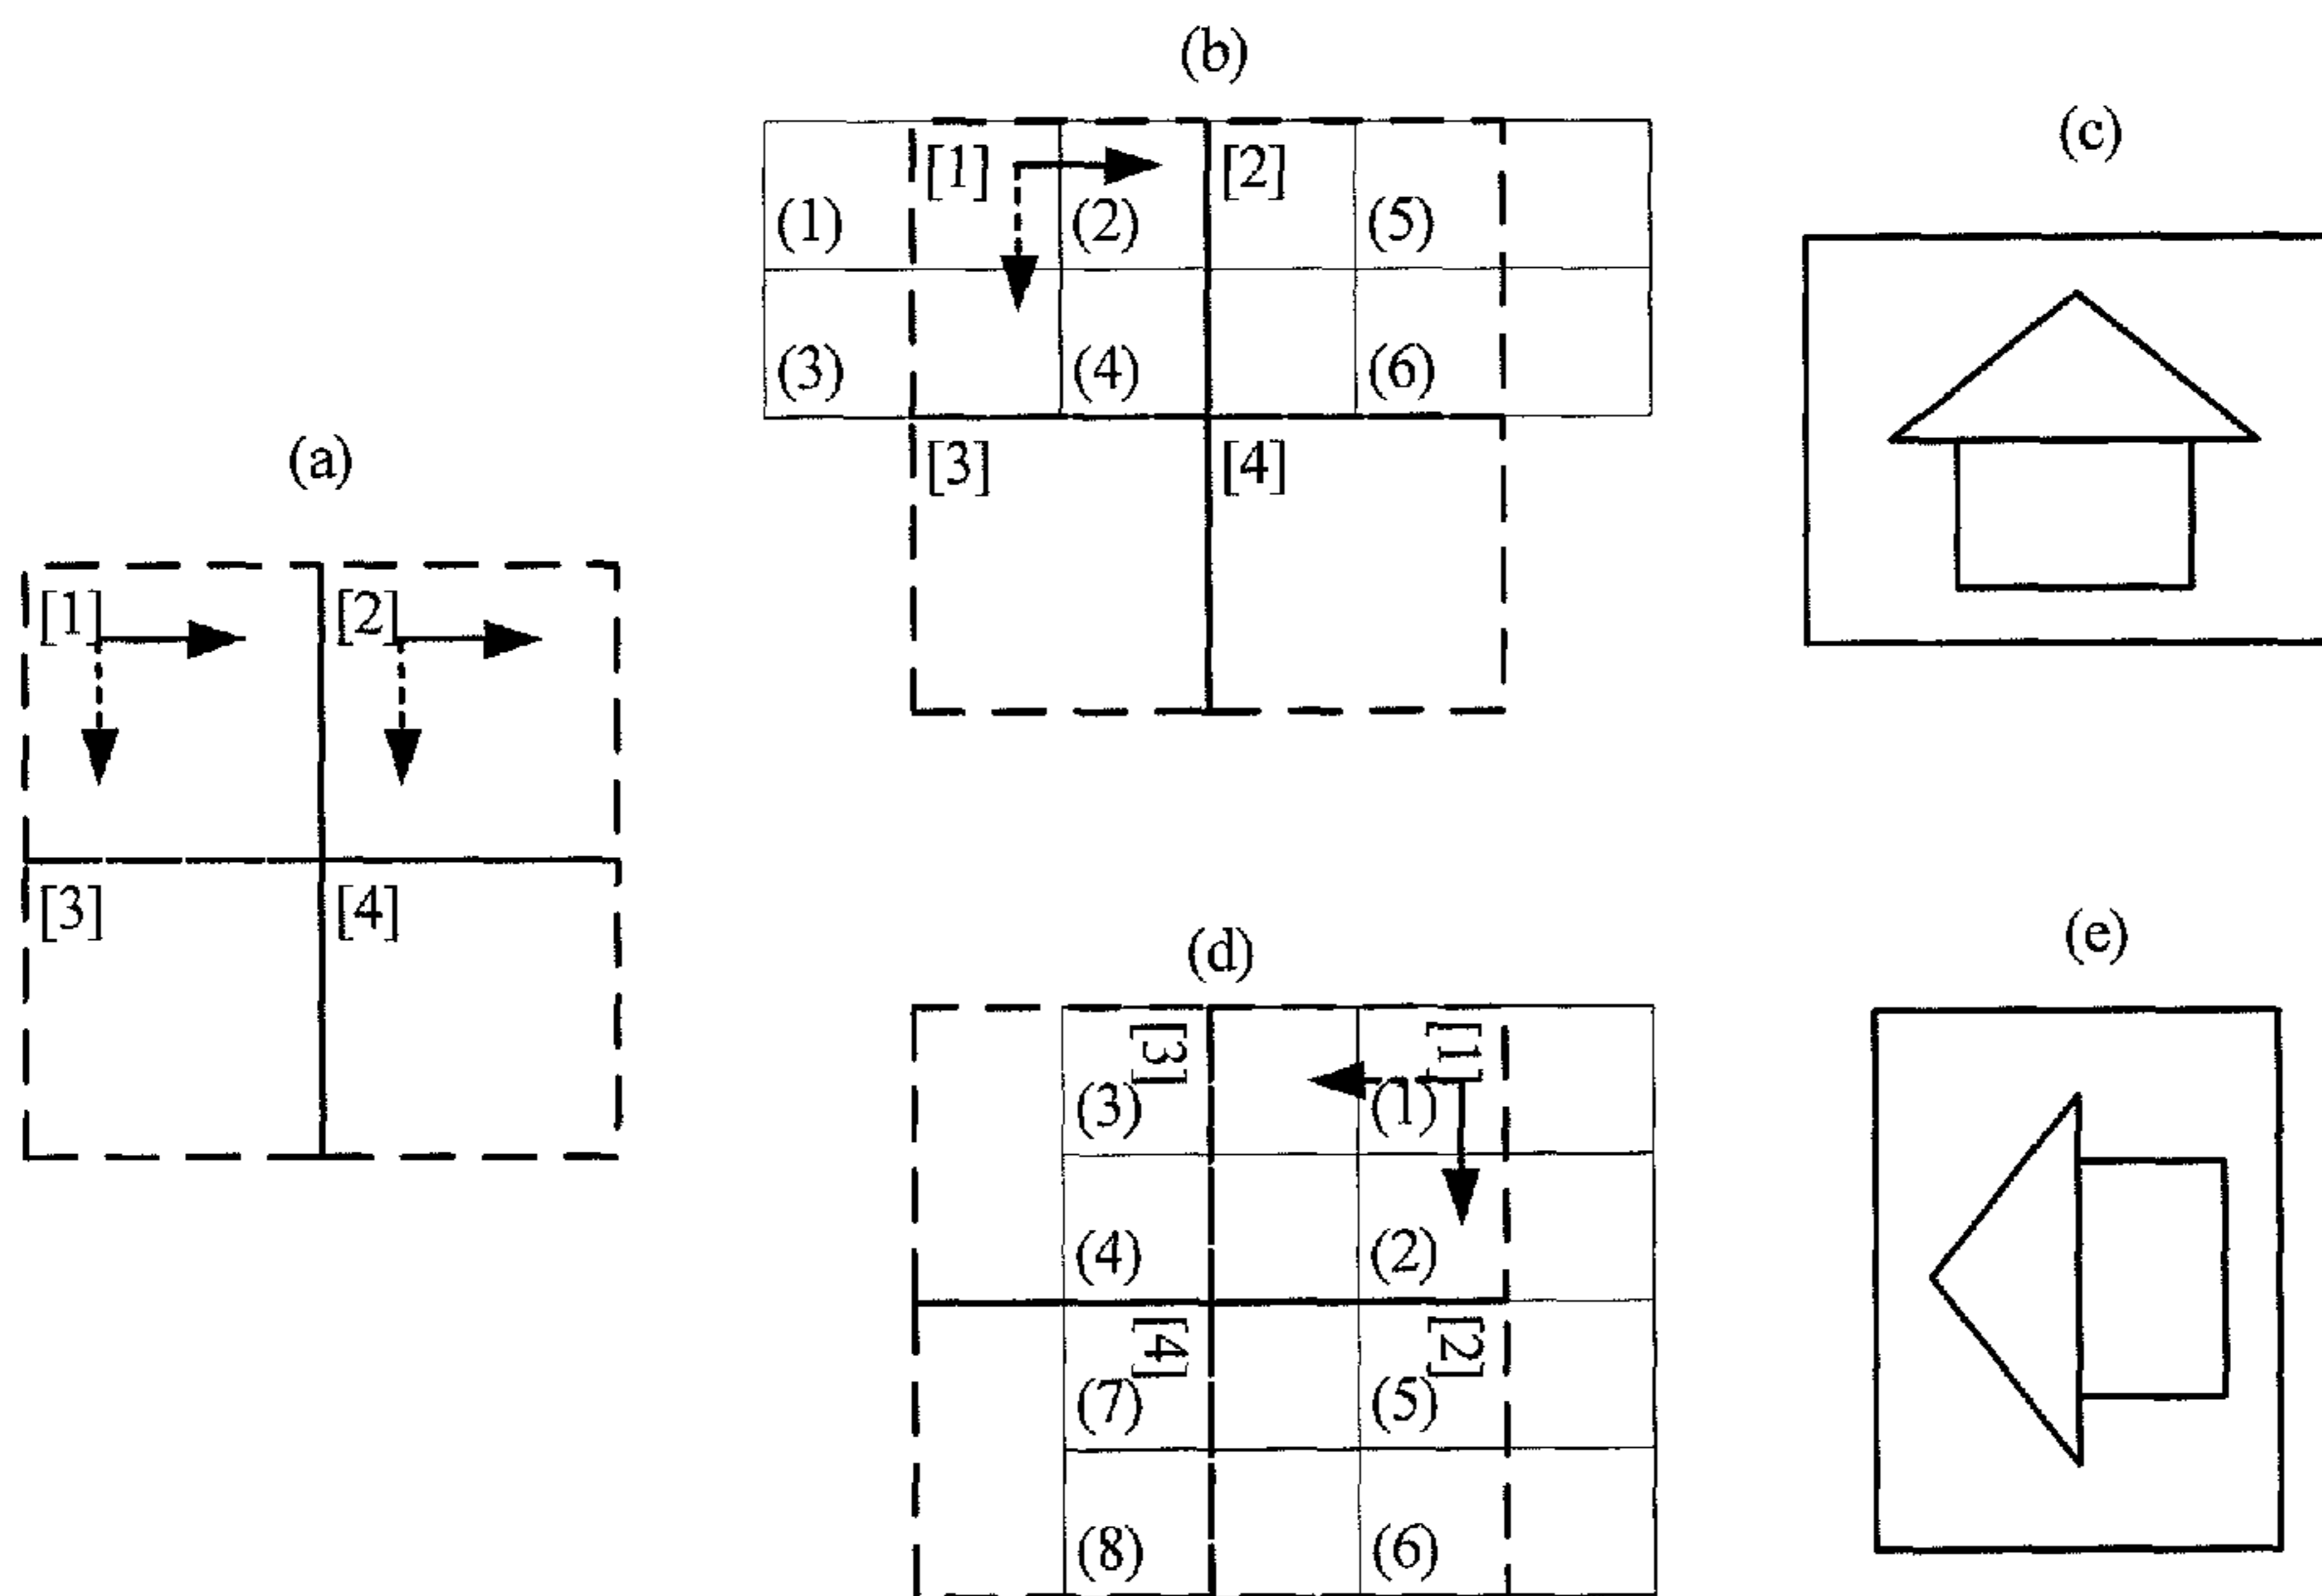 (a)
[1] [2]
[3] [4]
(b)
[1] [2]
(1) (2) (5)
(3) (4) (6)
[3] [4]
(c)
(d)
[3] [1]
(3) (1)
(4) (2)
[4] [2]
(7) (5)
(8) (6)
(e)